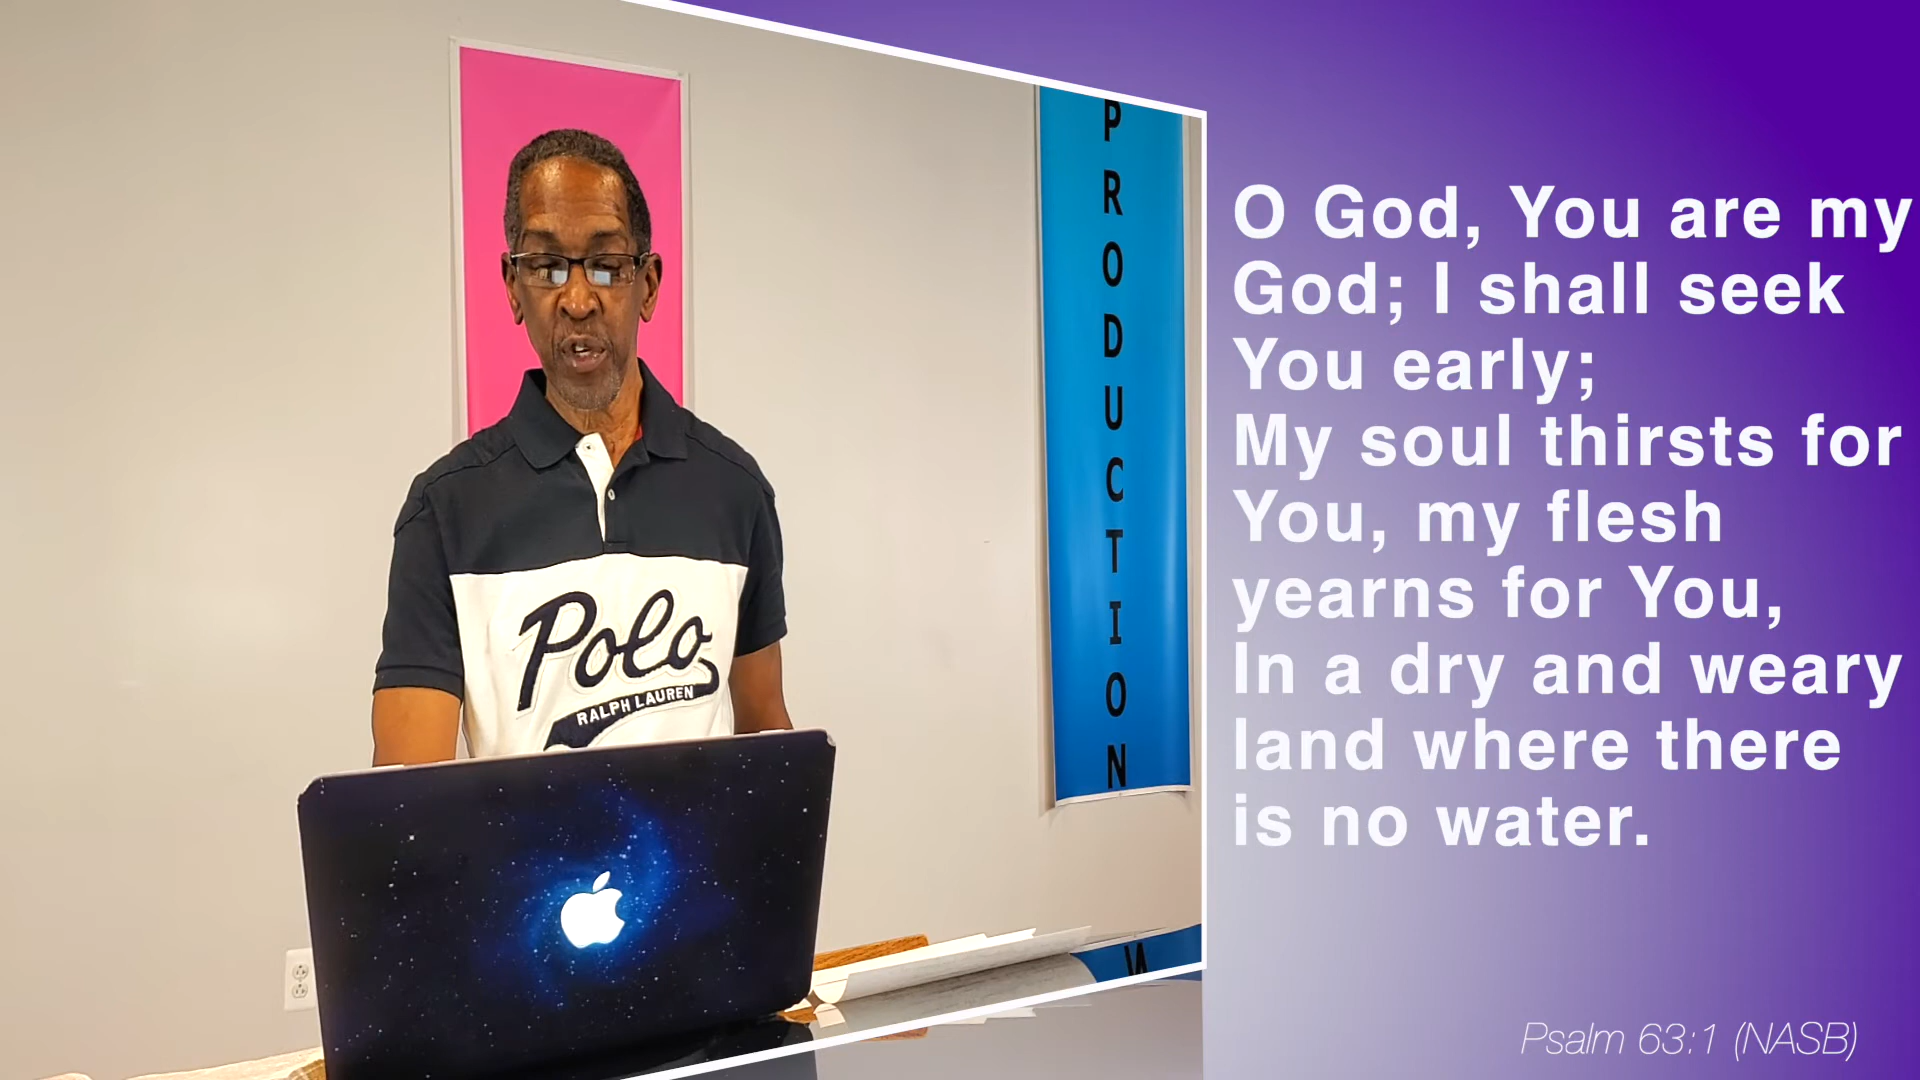 PRODUCTION
Polo
RALPH LAUREN
N
O God, You are my
God; I shall seek
You early;
My soul thirsts for
You, my flesh
yearns for You,
In a dry and weary
land where there
is no water.
Psalm 63:1 (NASB)